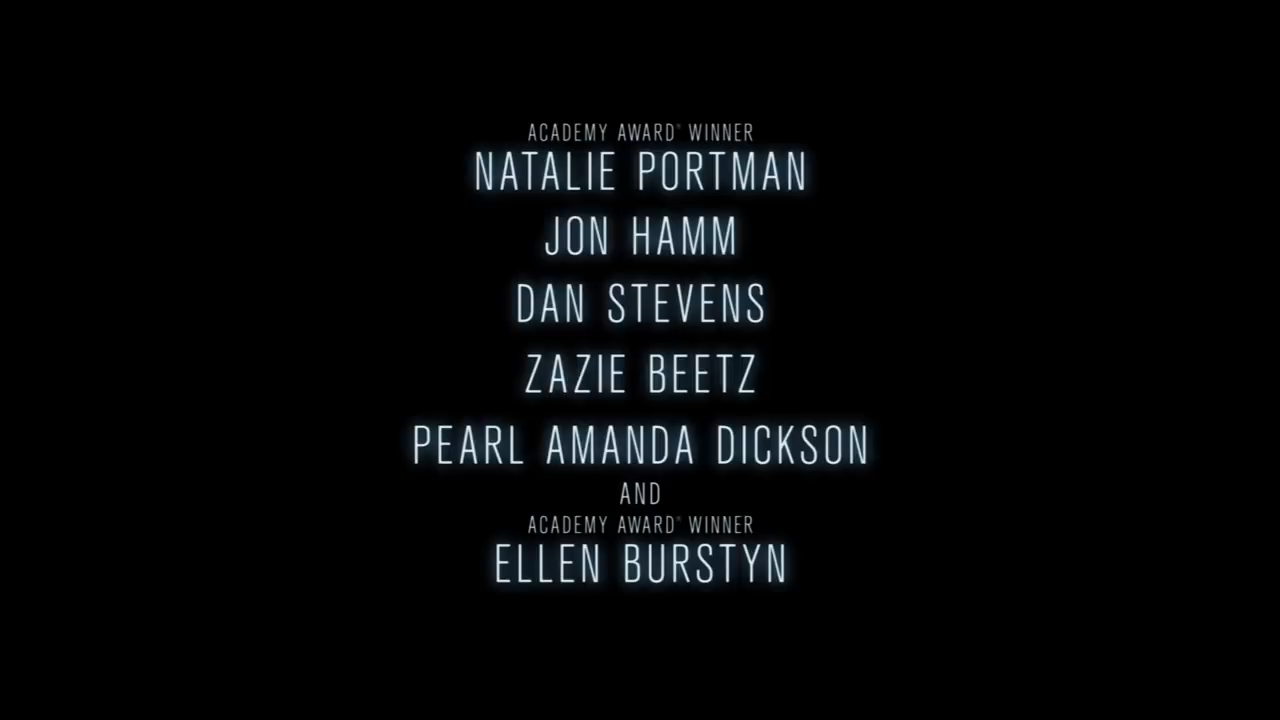 ACADEMY AWARD® WINNER
NATALIE PORTMAN
JON HAMM
DAN STEVENS
ZAZIE BEETZ
PEARL AMANDA DICKSON
AND
ACADEMY AWARD® WINNER
ELLEN BURSTYN